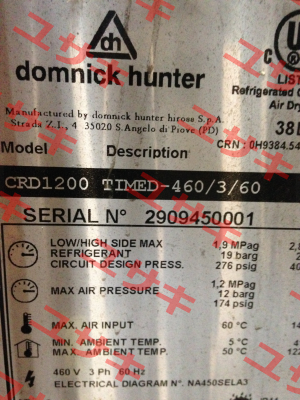 dh
domnick hunter
Manufactured by domnick hunter hiross S.p.A.
Strada Z.I., 4 35020 S.Angelo di Piove (PD)
UL
LIST
Refrigerated
Air Dry
CRN : 0H9384.54
Model Description
CRD1200 TIMED-460/3/60
SERIAL N° 2909450001
LOW/HIGH SIDE MAX 1,9 MPag
REFRIGERANT 19 barg
CIRCUIT DESIGN PRESS. 276 psig
MAX AIR PRESSURE 1,2 MPag
12 barg
174 psig
MAX. AIR INPUT 60 °C
MIN. AMBIENT TEMP. 5 °C
MAX. AMBIENT TEMP. 50 °C
460 V 3 Ph 60 Hz
ELECTRICAL DIAGRAM N°. NA450SELA3
ユサキ